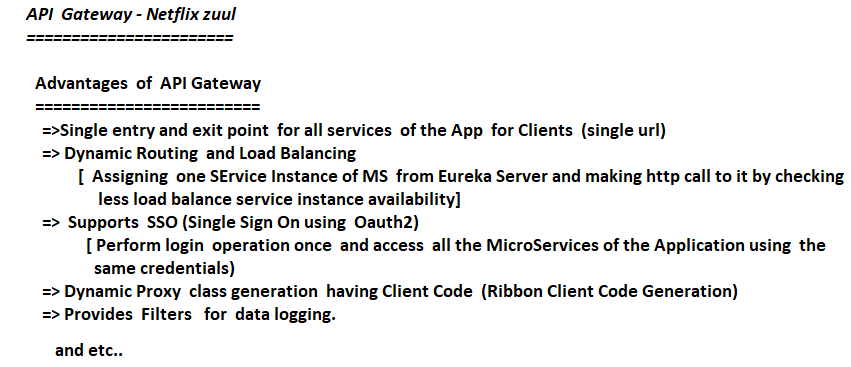 API Gateway - Netflix zuul
=======================
Advantages of API Gateway
=========================
=>Single entry and exit point for all services of the App for Clients (single url)
=> Dynamic Routing and Load Balancing
[ Assigning one SErvice Instance of MS from Eureka Server and making http call to it by checking
less load balance service instance availability]
=> Supports SSO (Single Sign On using Oauth2)
[ Perform login operation once and access all the MicroServices of the Application using the
same credentials)
=> Dynamic Proxy class generation having Client Code (Ribbon Client Code Generation)
=> Provides Filters for data logging.
and etc..